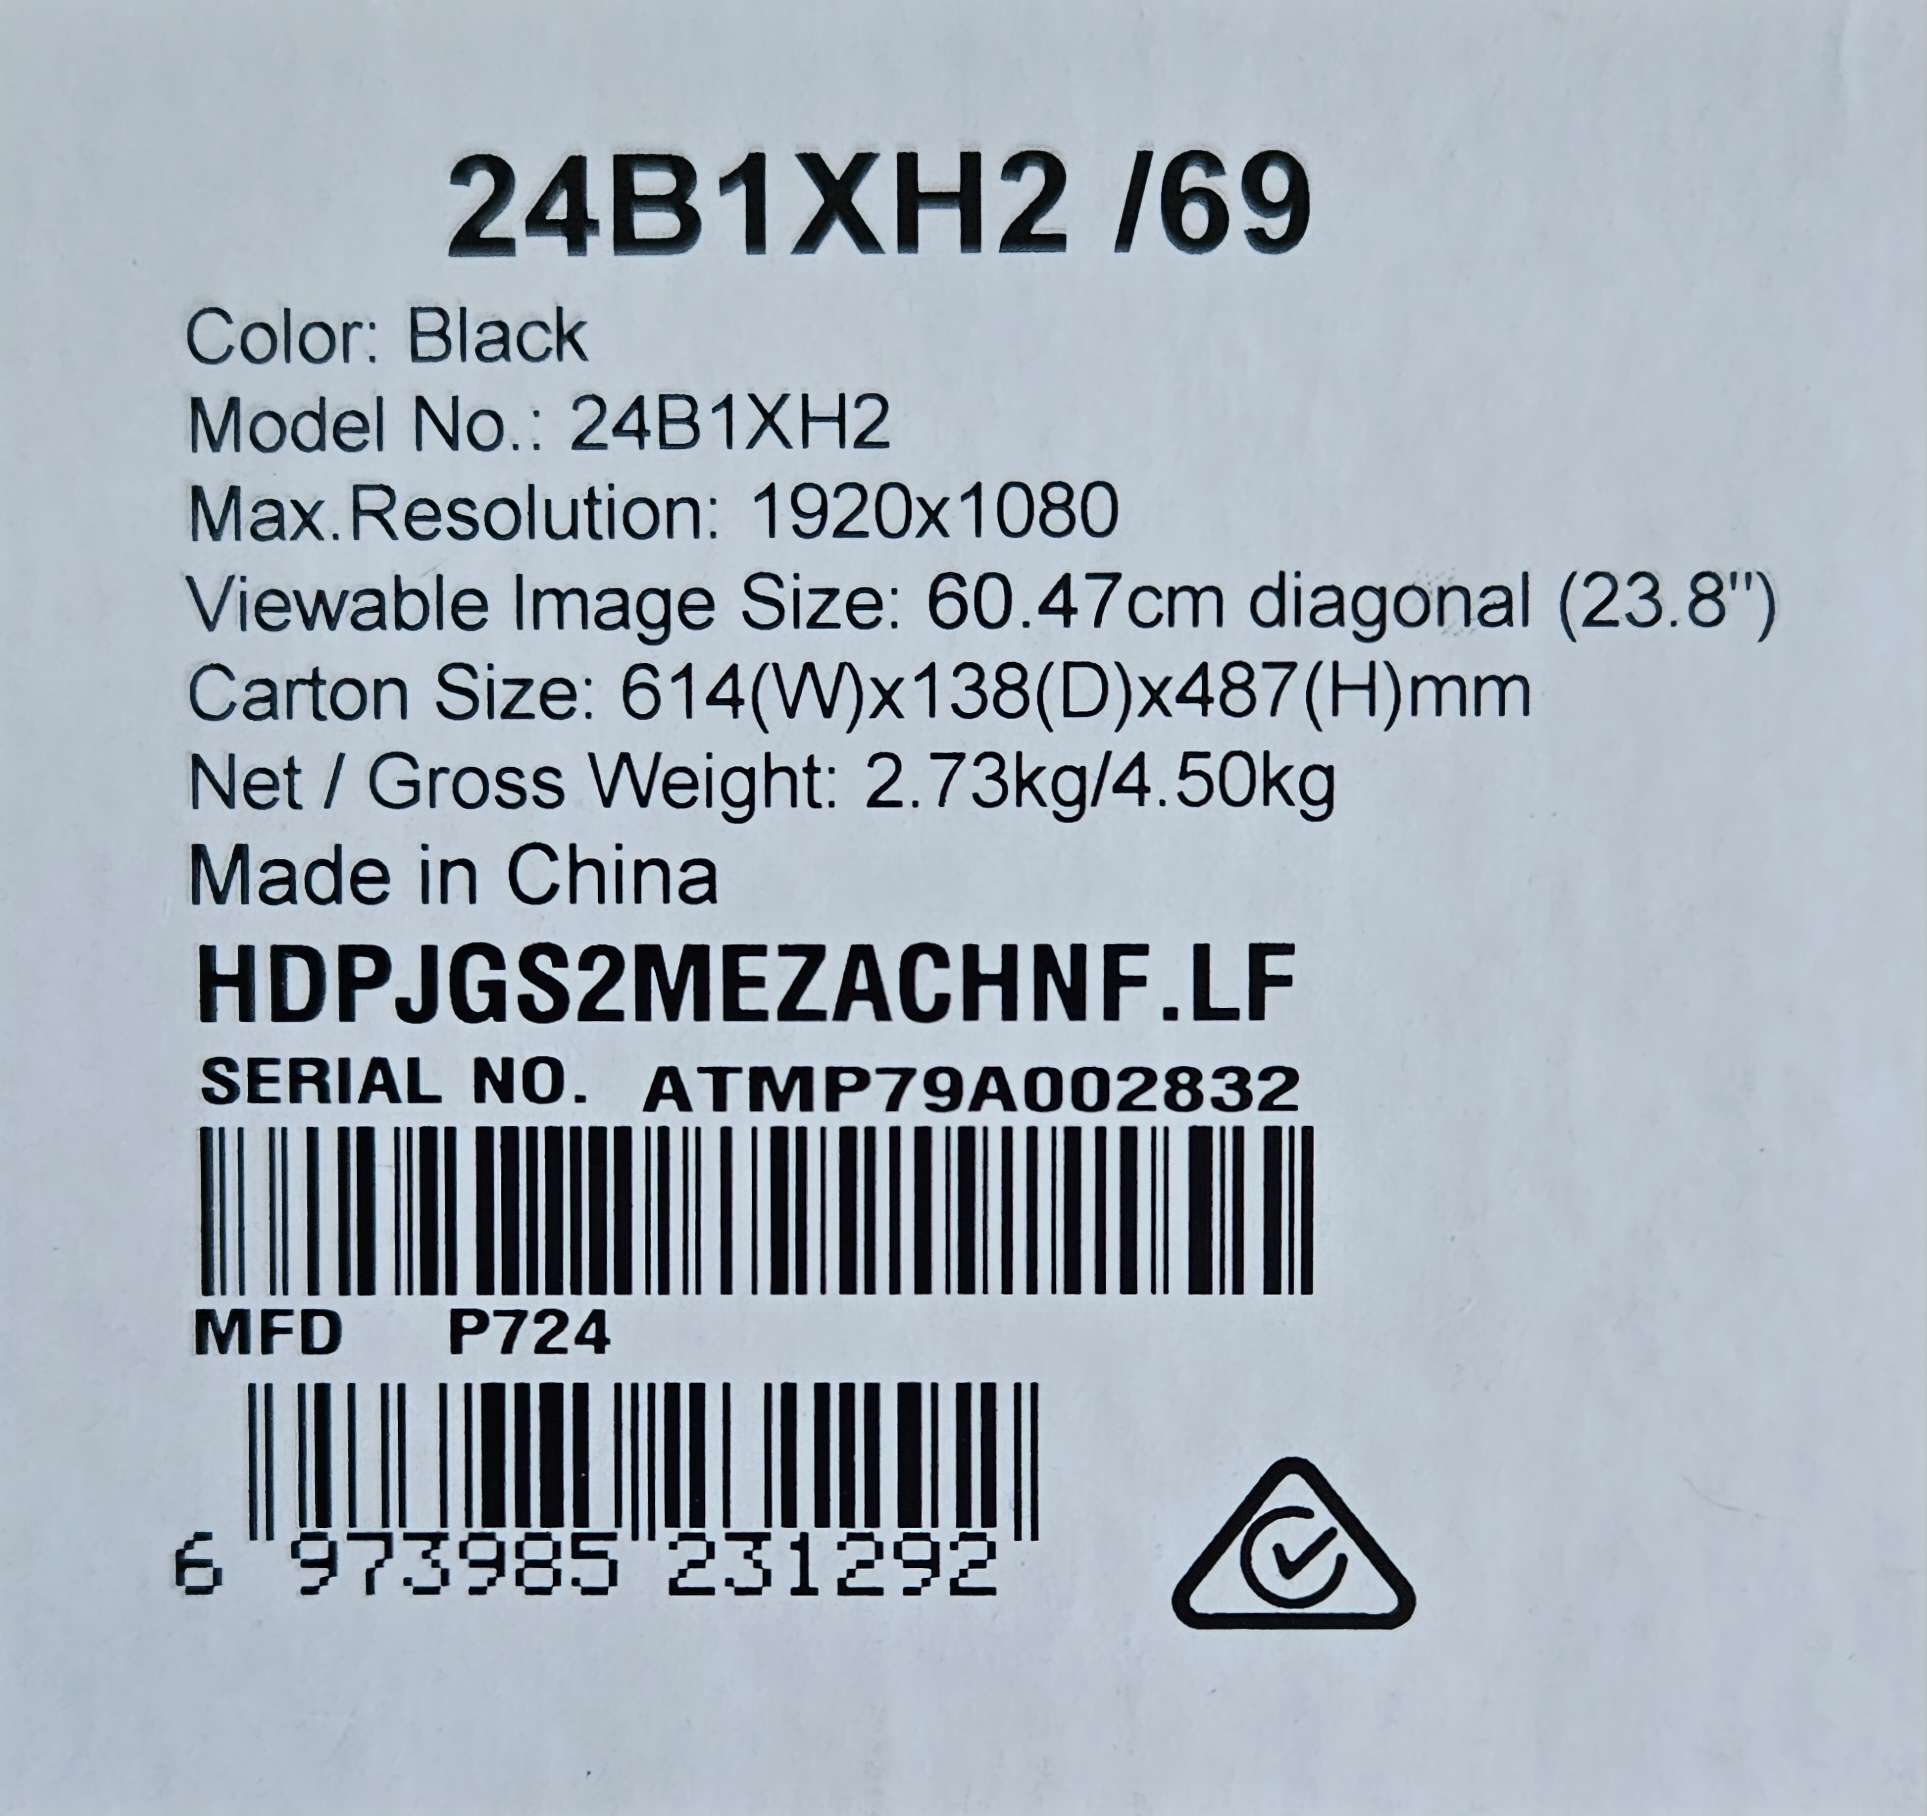 24B1XH2 /69
Color: Black
Model No.: 24B1XH2
Max.Resolution: 1920x1080
Viewable Image Size: 60.47cm diagonal (23.8")
Carton Size: 614(W)x138(D)x487(H)mm
Net / Gross Weight: 2.73kg/4.50kg
Made in China
HDPJGS2MEZACHNF.LF
SERIAL NO. ATMP79A002832
MFD P724
6 973985 231292